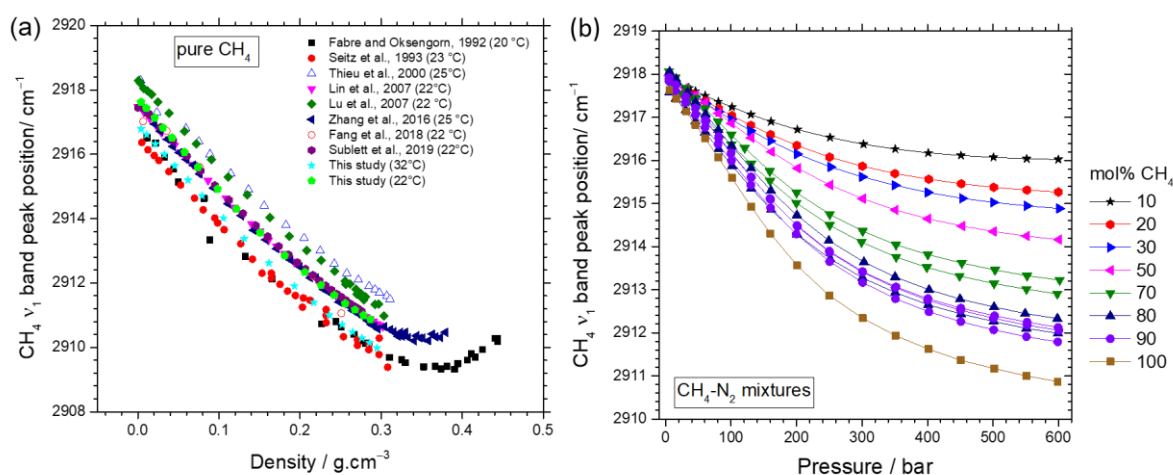 (a)
pure CH₄
Fabre and Oksengorn, 1992 (20 °C)
Seitz et al., 1993 (23 °C)
Thieu et al., 2000 (25°C)
Lin et al., 2007 (22°C)
Lu et al., 2007 (22 °C)
Zhang et al., 2016 (25 °C)
Fang et al., 2018 (22 °C)
Sublett et al., 2019 (22°C)
This study (32°C)
This study (22°C)
CH₄ ν₁ band peak position/ cm⁻¹
2920
2918
2916
2914
2912
2910
2908
0.0 0.1 0.2 0.3 0.4 0.5
Density / g.cm⁻³
(b)
CH₄ ν₁ band peak position/ cm⁻¹
2919
2918
2917
2916
2915
2914
2913
2912
2911
2910
CH₄-N₂ mixtures
0 100 200 300 400 500 600
Pressure / bar
mol% CH₄
10
20
30
50
70
80
90
100